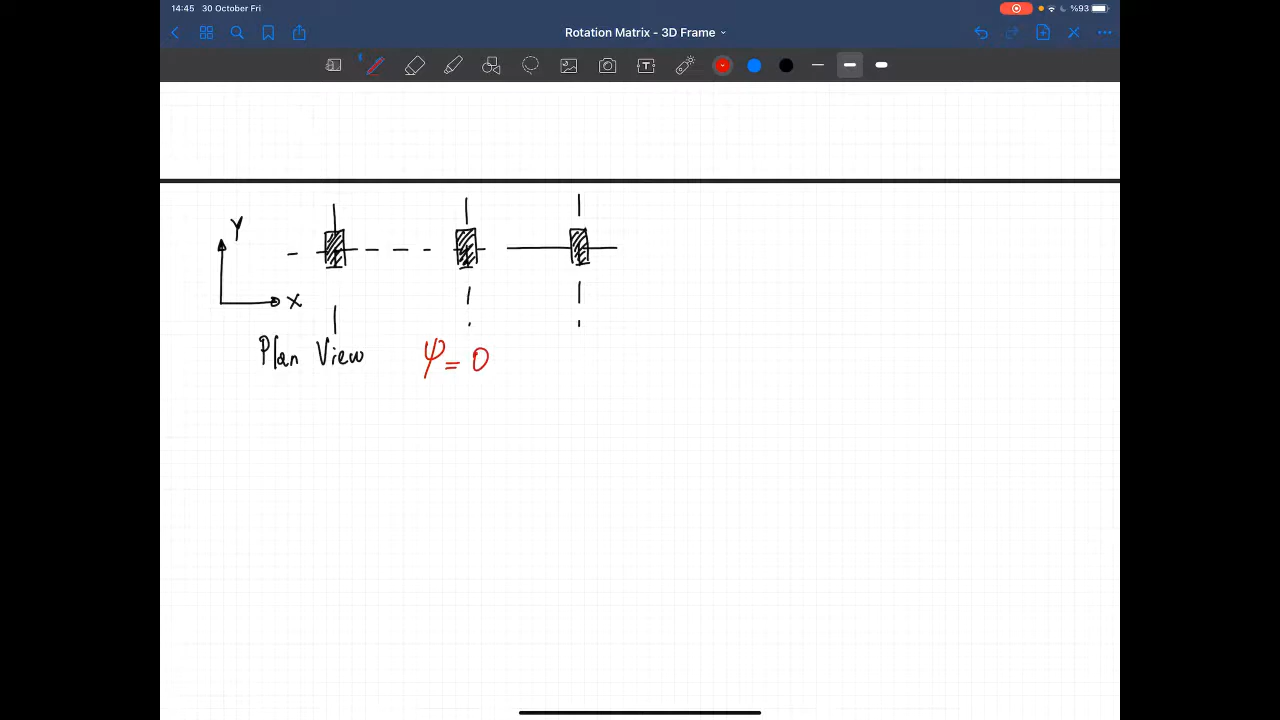 14:45 30 October Fri
%93
Rotation Matrix - 3D Frame
Y
X
Plan View
Ψ = 0